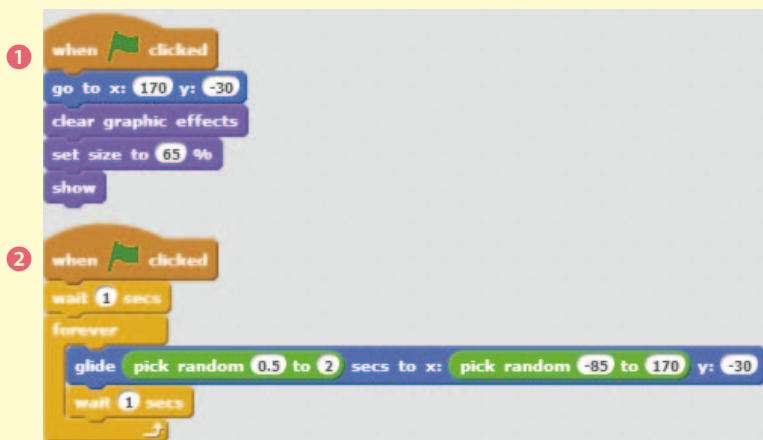 1
when clicked
go to x: 170 y: -30
clear graphic effects
set size to 65 %
show
2
when clicked
wait 1 secs
forever
glide pick random 0.5 to 2 secs to x: pick random -85 to 170 y: -30
wait 1 secs